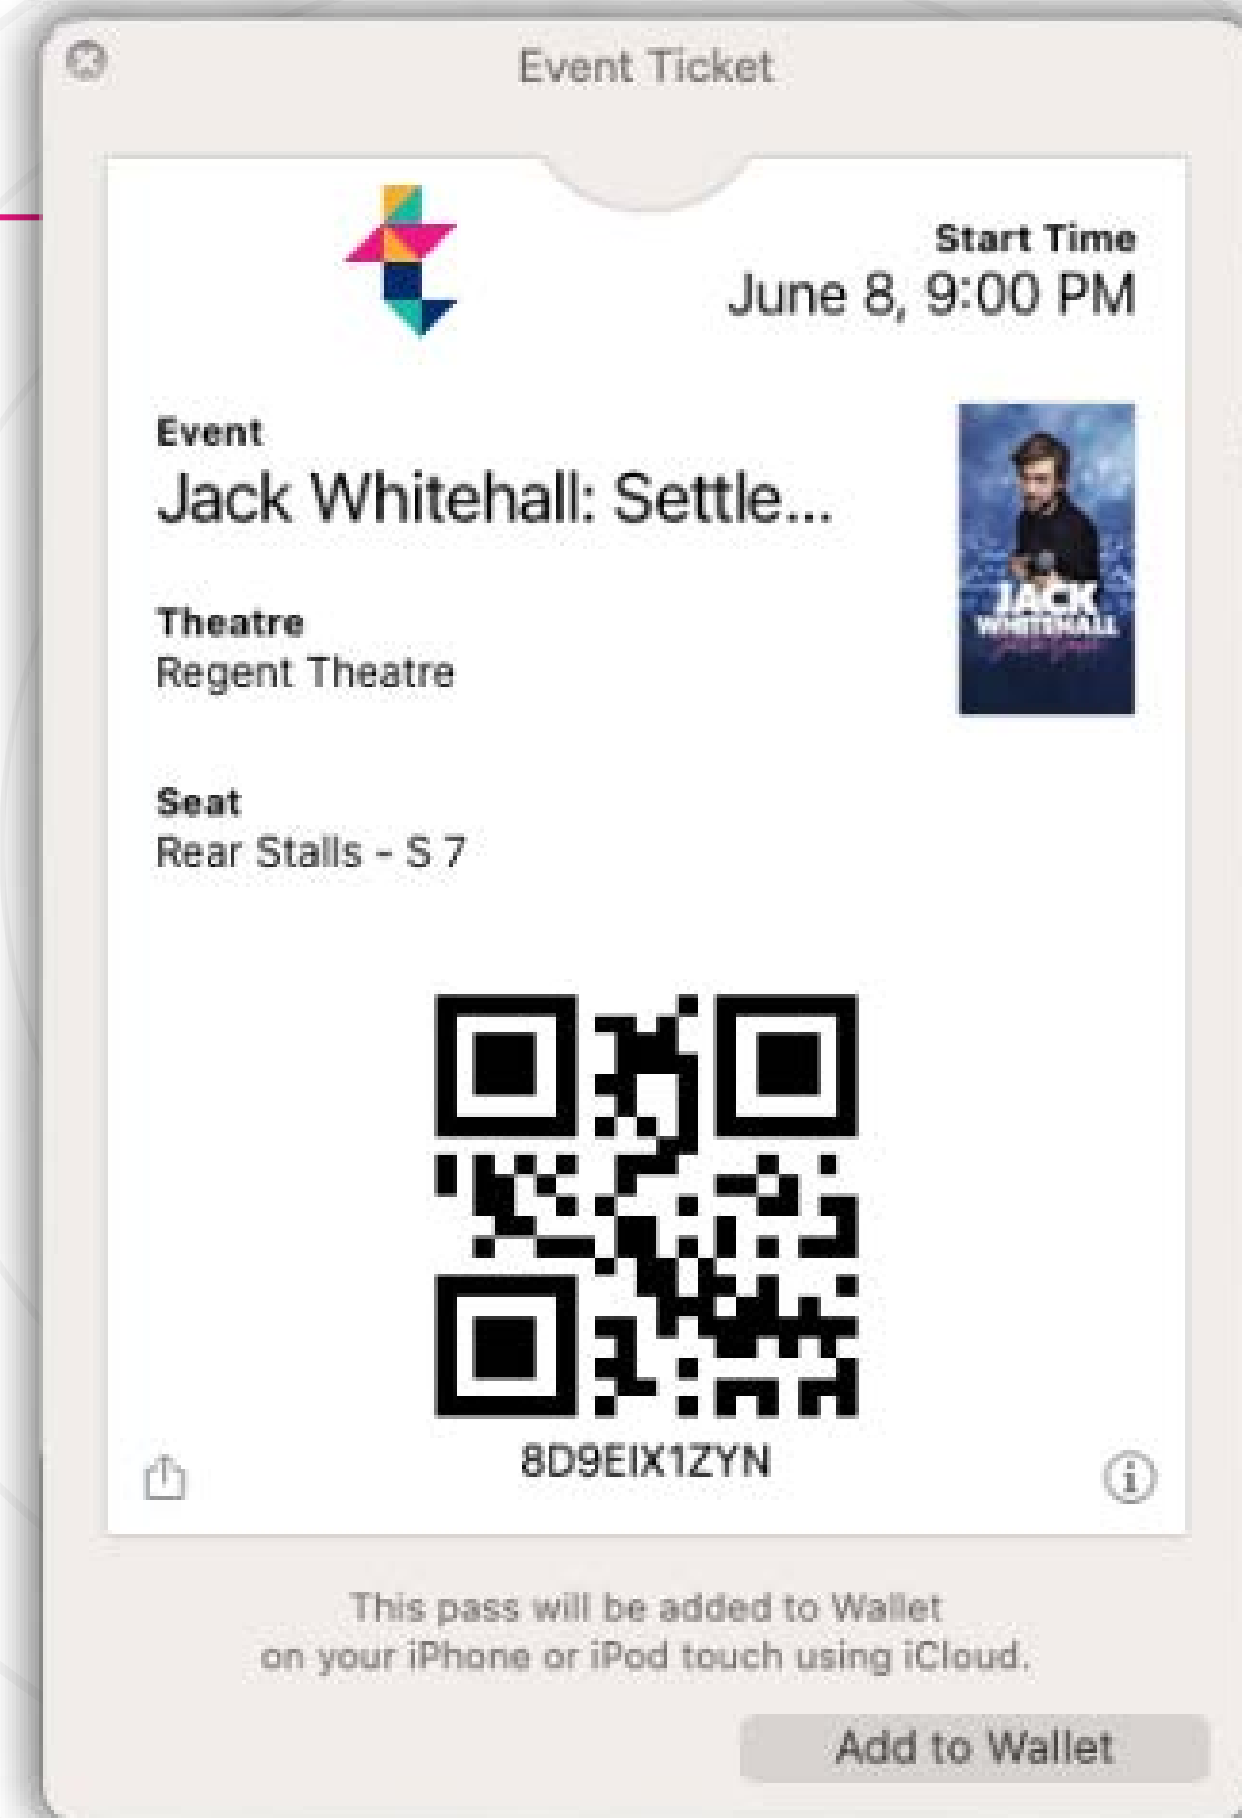 Event Ticket
Start Time
June 8, 9:00 PM
Event
Jack Whitehall: Settle...
JACK
WHITEHALL
Theatre
Regent Theatre
Seat
Rear Stalls - S 7
8D9EIX1ZYN
This pass will be added to Wallet
on your iPhone or iPod touch using iCloud.
Add to Wallet